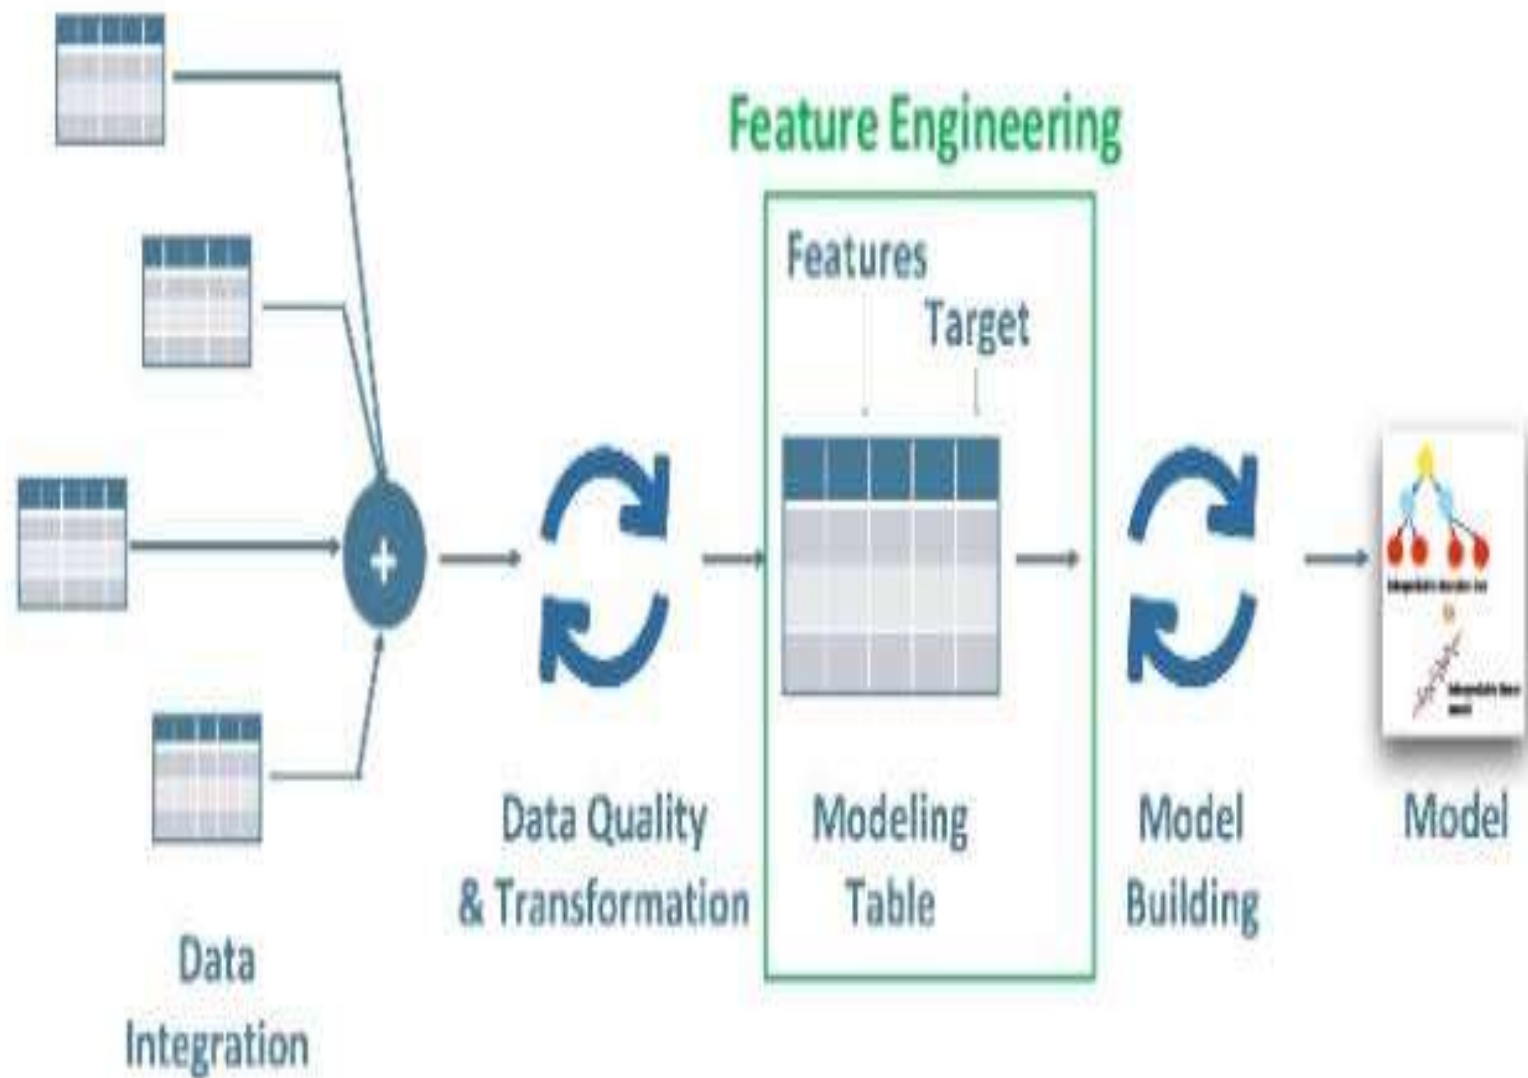 Feature Engineering
Features
Target
+
Data Quality
& Transformation
Modeling
Table
Model
Building
Model
Data
Integration